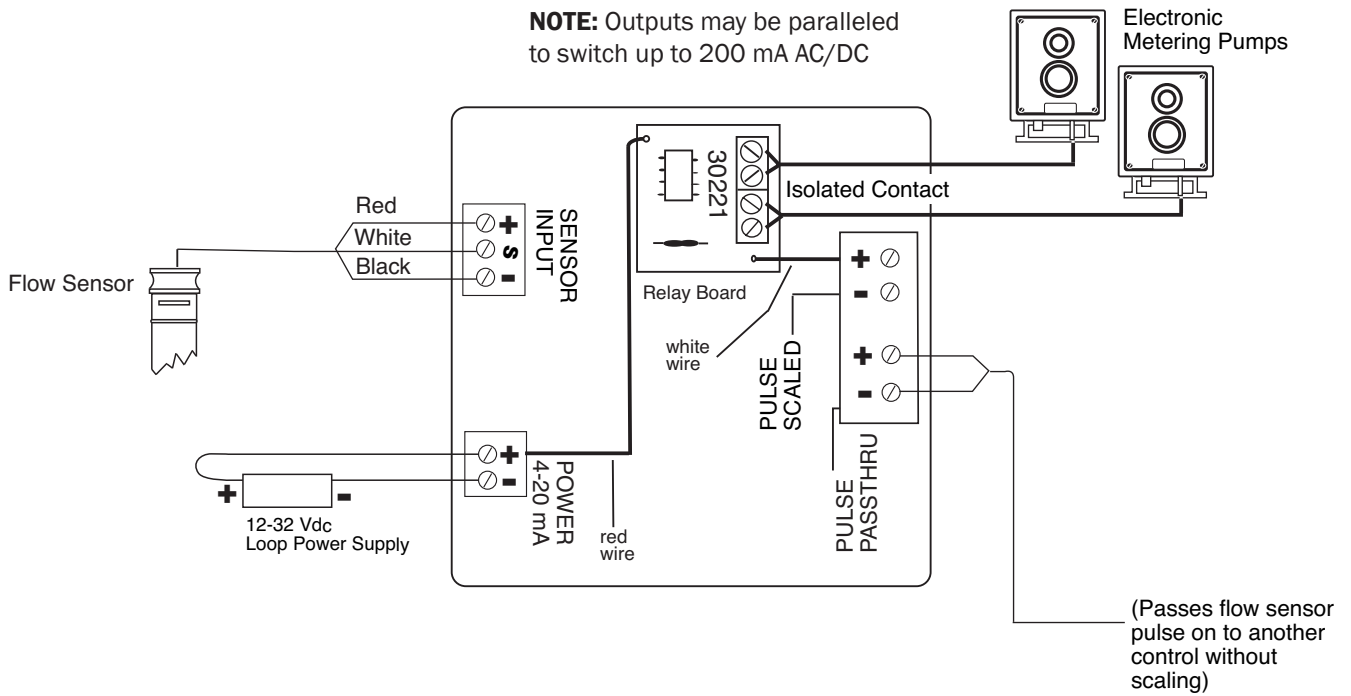 NOTE: Outputs may be paralleled
to switch up to 200 mA AC/DC
Electronic
Metering Pumps
30221
Isolated Contact
Relay Board
Flow Sensor
Red
White
Black
+
S
-
SENSOR
INPUT
white
wire
+
-
+
-
PULSE
SCALED
PULSE
PASSTHRU
+
-
POWER
4-20 mA
red
wire
+
-
12-32 Vdc
Loop Power Supply
(Passes flow sensor
pulse on to another
control without
scaling)